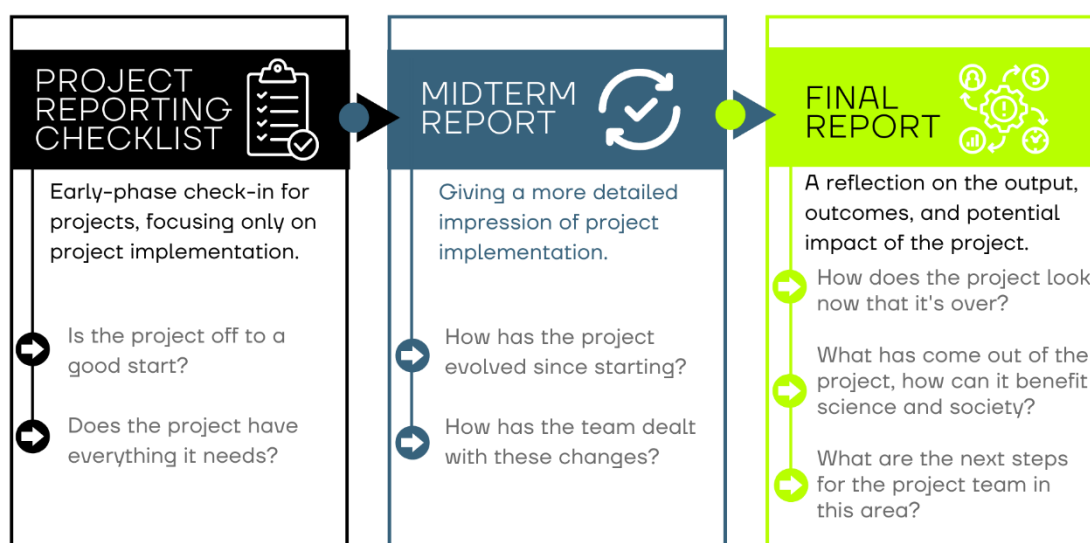 PROJECT
REPORTING
CHECKLIST
Early-phase check-in for
projects, focusing only on
project implementation.
Is the project off to a
good start?
Does the project have
everything it needs?
MIDTERM
REPORT
Giving a more detailed
impression of project
implementation.
How has the project
evolved since starting?
How has the team dealt
with these changes?
FINAL
REPORT
$
A reflection on the output,
outcomes, and potential
impact of the project.
How does the project look
now that it's over?
What has come out of the
project, how can it benefit
science and society?
What are the next steps
for the project team in
this area?